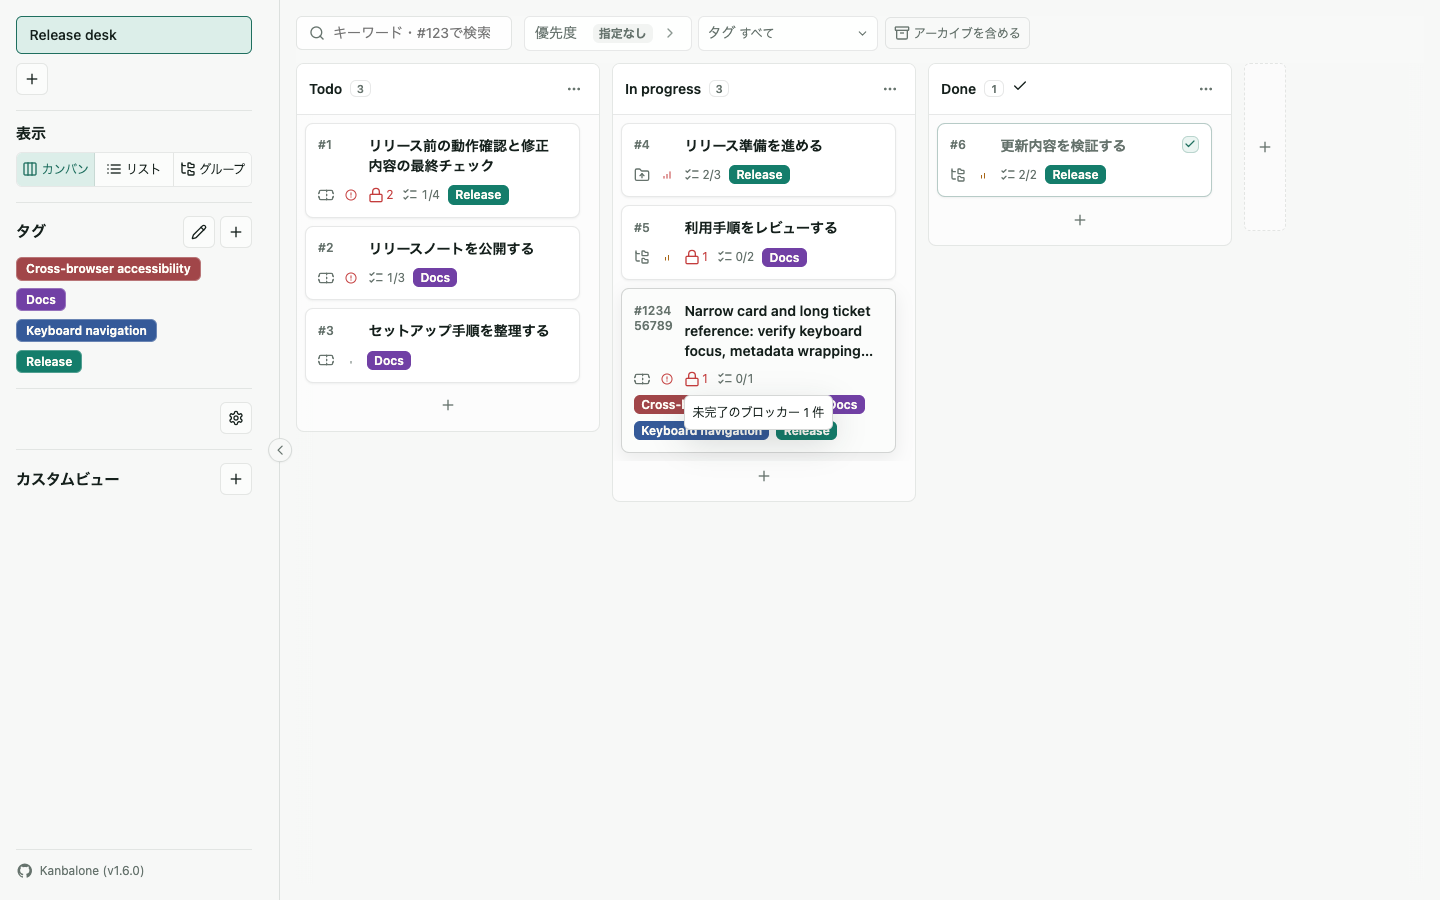 Release desk
表示
カンバン
リスト
グループ
タグ
Cross-browser accessibility
Docs
Keyboard navigation
Release
カスタムビュー
Kanbalone (v1.6.0)
キーワード・#123で検索
優先度 指定なし
タグ すべて
アーカイブを含める
Todo 3
#1 リリース前の動作確認と修正
内容の最終チェック
2 1/4 Release
#2 リリースノートを公開する
1/3 Docs
#3 セットアップ手順を整理する
Docs
In progress 3
#4 リリース準備を進める
2/3 Release
#5 利用手順をレビューする
1 0/2 Docs
#1234
56789
Narrow card and long ticket
reference: verify keyboard
focus, metadata wrapping...
1 0/1
Cross- Docs
未完了のブロッカー 1 件
Keyboard navigation Release
Done 1
#6 更新内容を検証する
2/2 Release